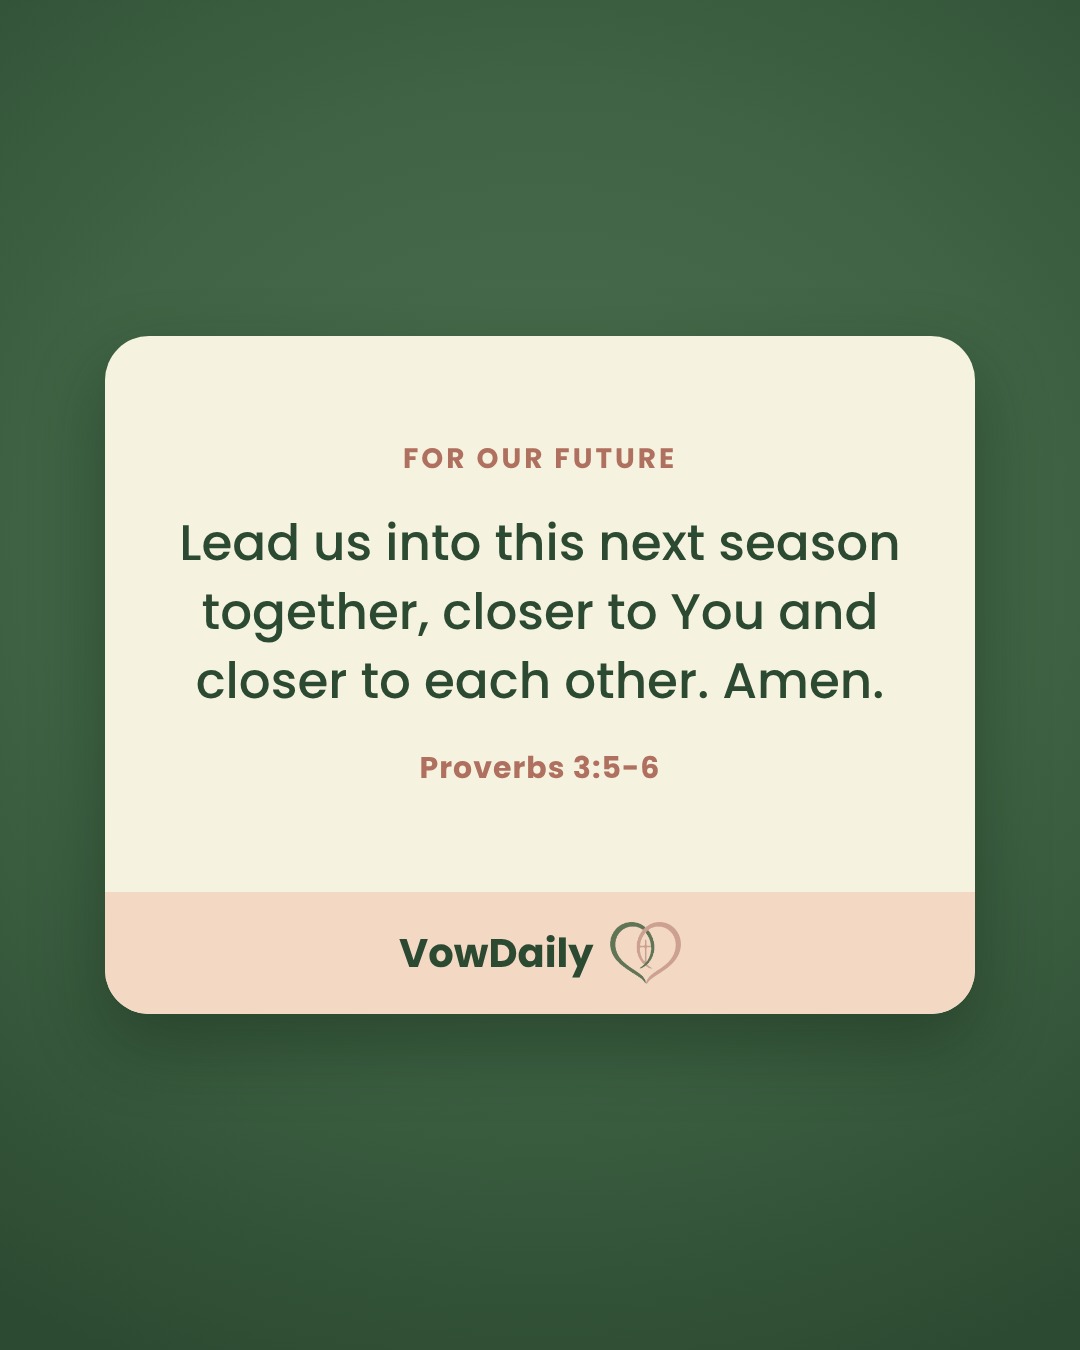 FOR OUR FUTURE
Lead us into this next season
together, closer to You and
closer to each other. Amen.
Proverbs 3:5-6
VowDaily